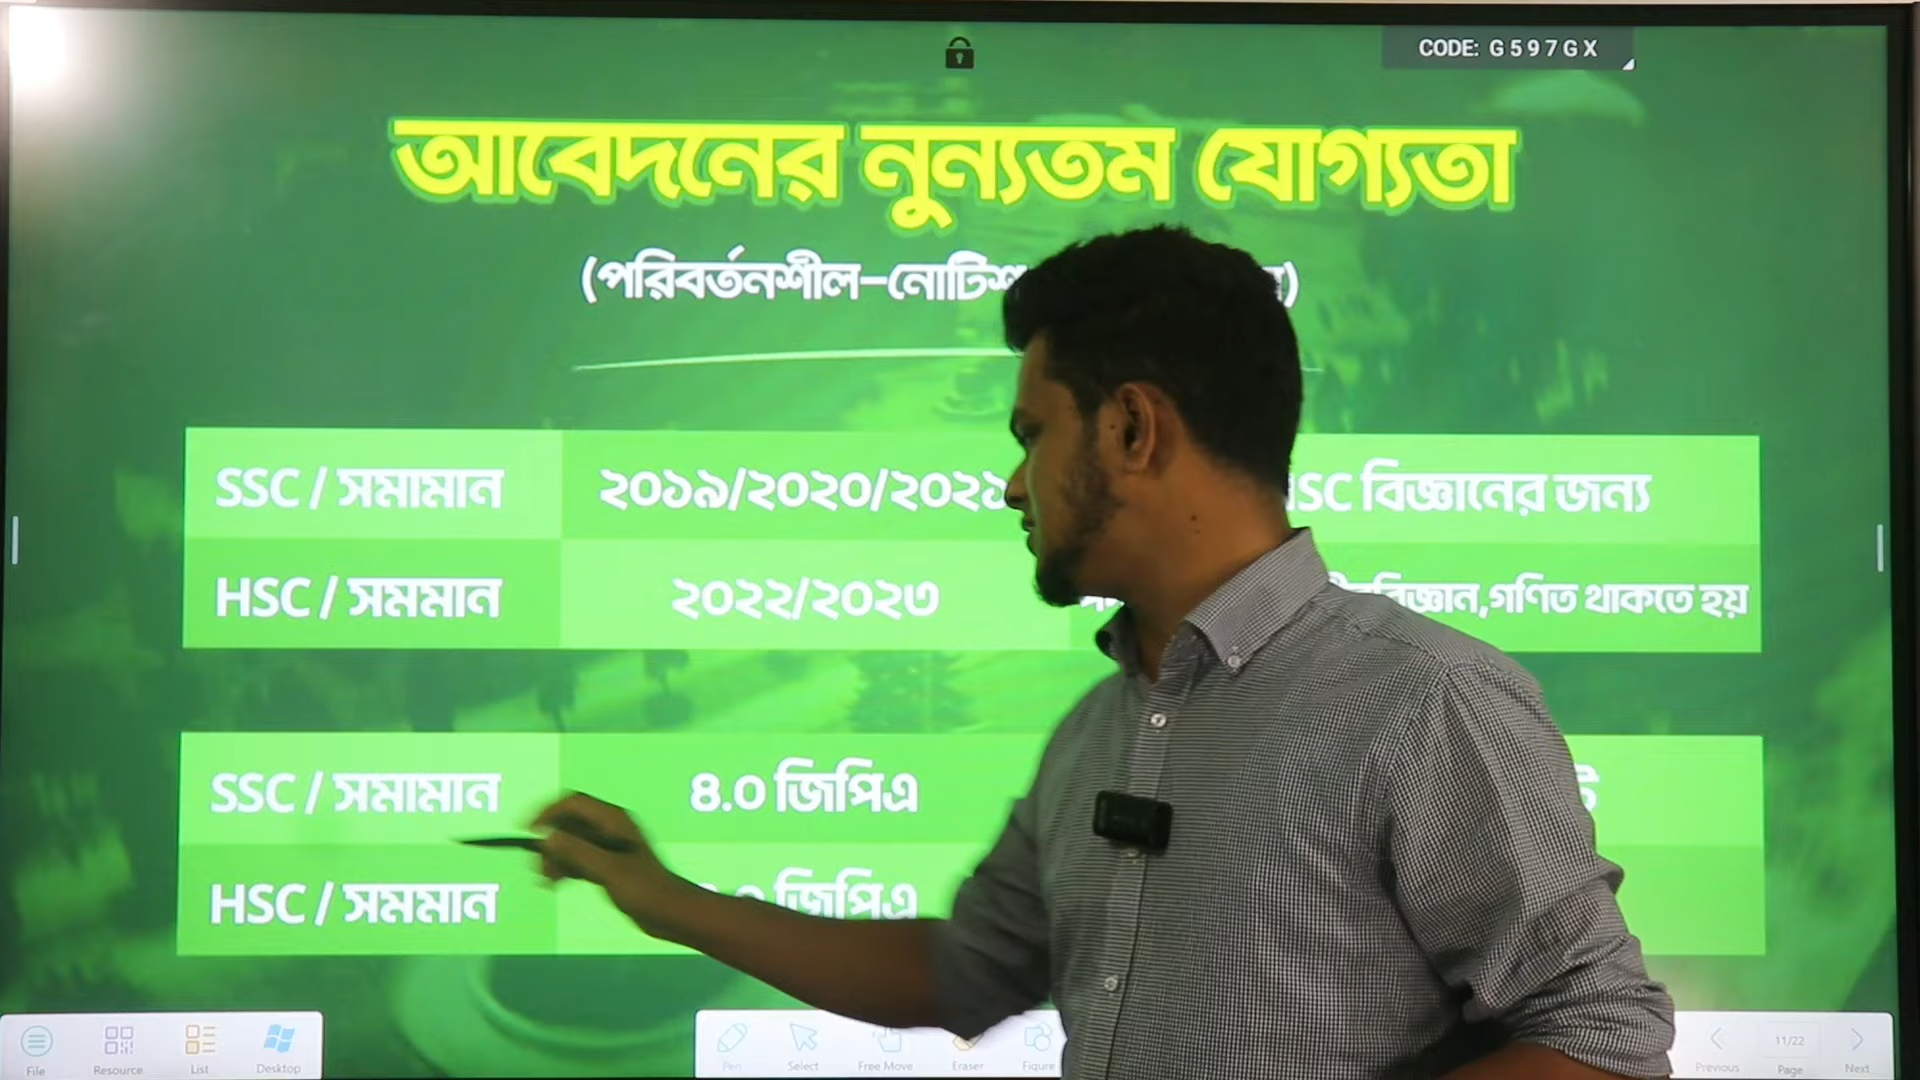 CODE: G597GX
আবেদনের নুন্যতম যোগ্যতা
(পরিবর্তনশীল-নোটিশ
SSC / সমামান ২০১৯/২০২০/২০২১ SC বিজ্ঞানের জন্য
HSC / সমমান ২০২২/২০২৩ বিজ্ঞান,গণিত থাকতে হয়
SSC / সমামান ৪.০ জিপিএ
HSC / সমমান জিপিএ
File Resource List Desktop Pen Select Free Move Eraser Figure Previous 11/22 Page Next